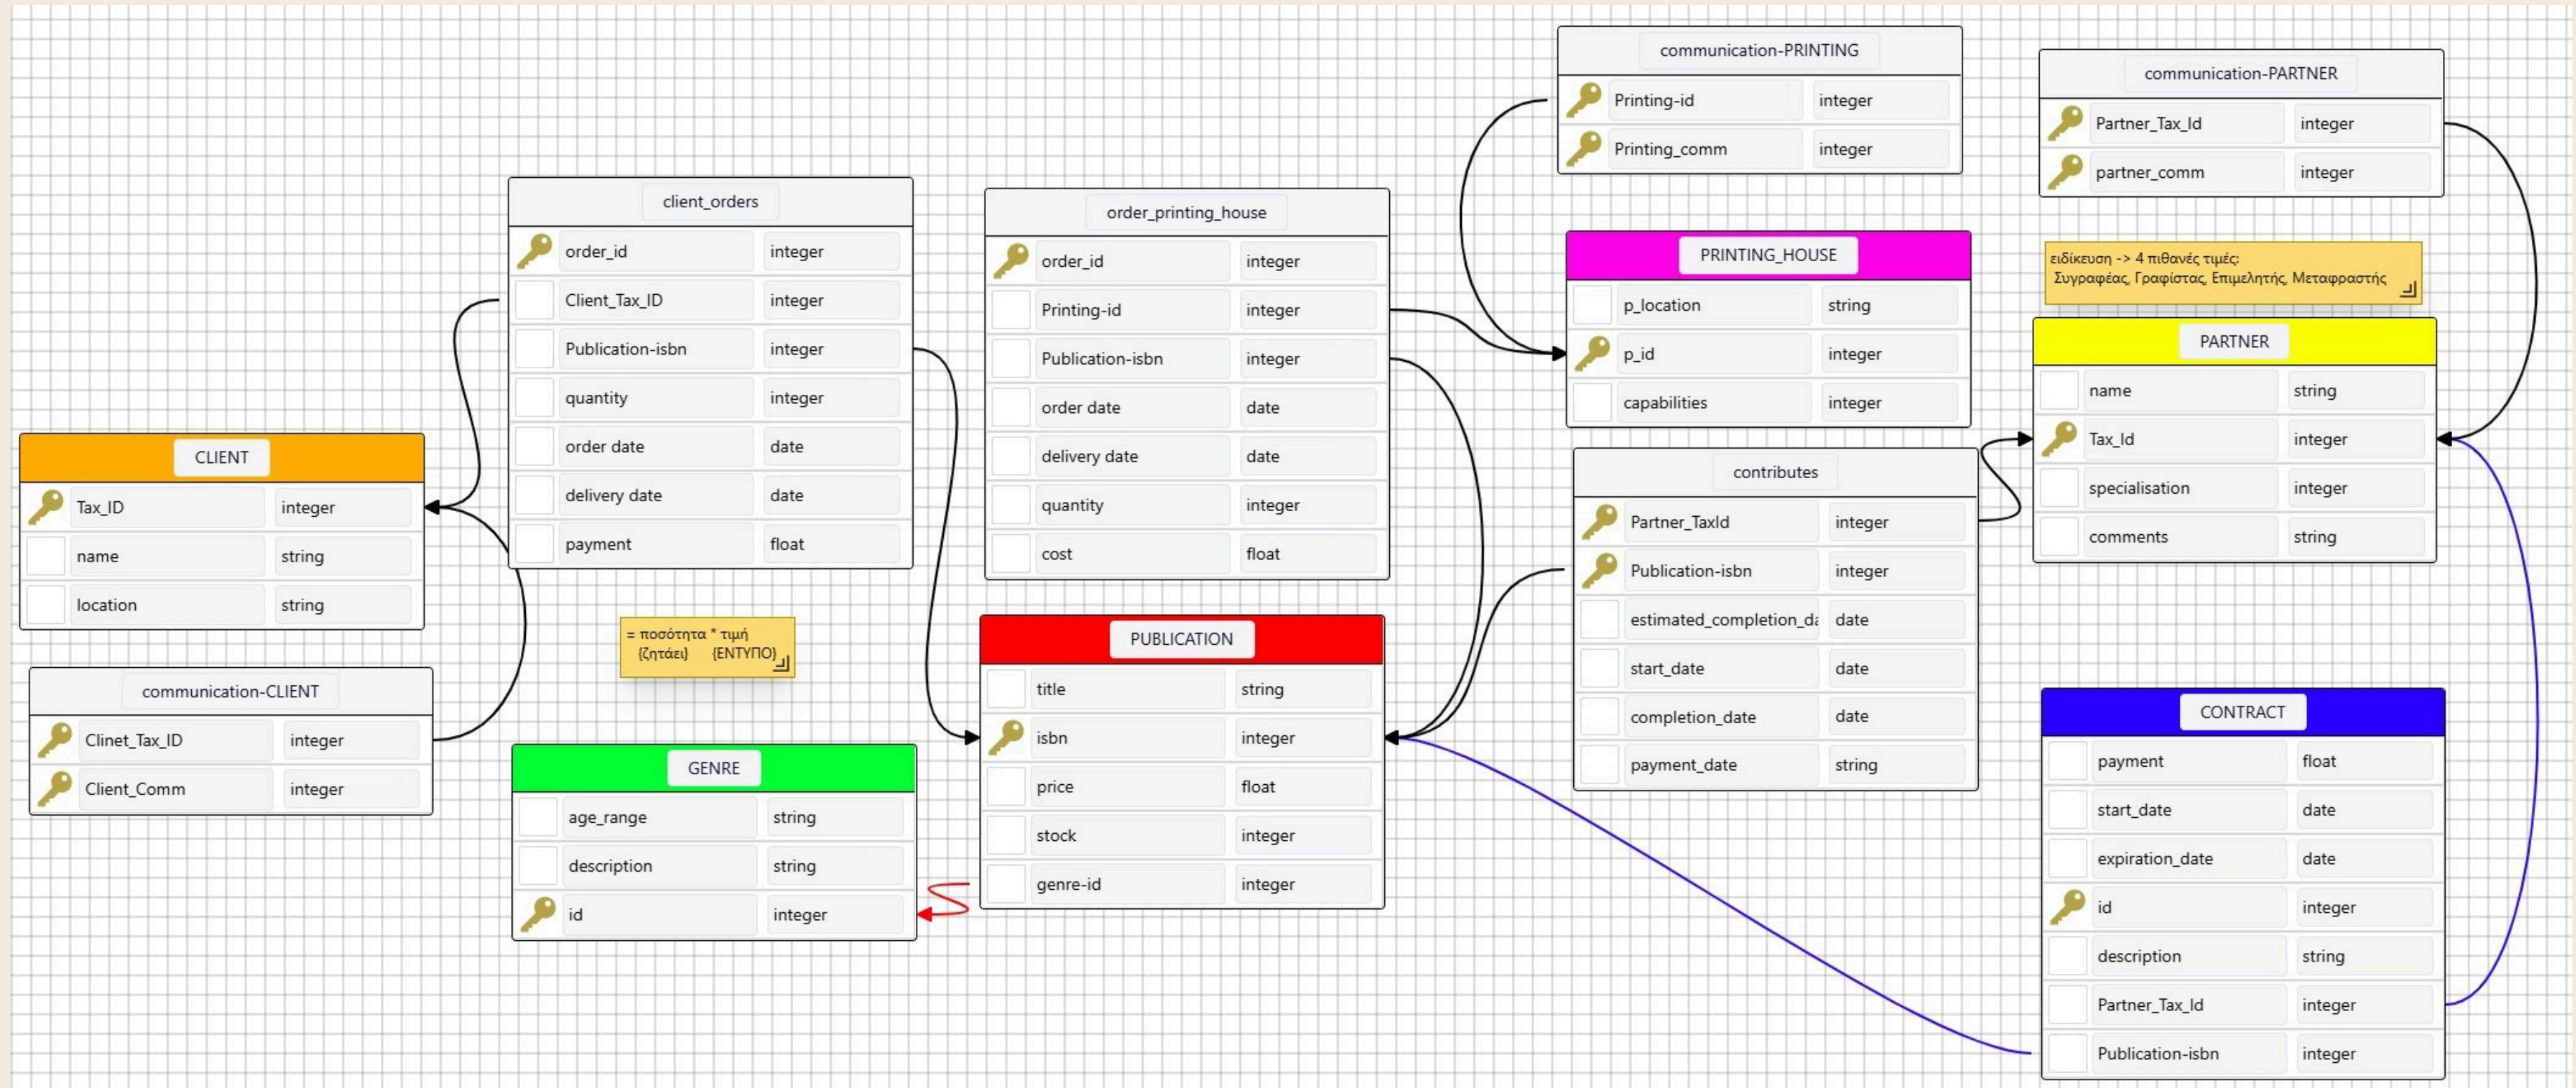 communication-PRINTING
Printing-id integer
Printing_comm integer
communication-PARTNER
Partner_Tax_Id integer
partner_comm integer
client_orders
order_id integer
Client_Tax_ID integer
Publication-isbn integer
quantity integer
order date date
delivery date date
payment float
order_printing_house
order_id integer
Printing-id integer
Publication-isbn integer
order date date
delivery date date
quantity integer
cost float
PRINTING_HOUSE
p_location string
p_id integer
capabilities integer
ειδίκευση -> 4 πιθανές τιμές:
Συγραφέας, Γραφίστας, Επιμελητής, Μεταφραστής
PARTNER
name string
Tax_Id integer
specialisation integer
comments string
CLIENT
Tax_ID integer
name string
location string
contributes
Partner_TaxId integer
Publication-isbn integer
estimated_completion_da date
start_date date
completion_date date
payment_date string
= ποσότητα * τιμή
{ζητάει} {ΕΝΤΥΠΟ}
PUBLICATION
title string
isbn integer
price float
stock integer
genre-id integer
communication-CLIENT
Clinet_Tax_ID integer
Client_Comm integer
GENRE
age_range string
description string
id integer
CONTRACT
payment float
start_date date
expiration_date date
id integer
description string
Partner_Tax_Id integer
Publication-isbn integer